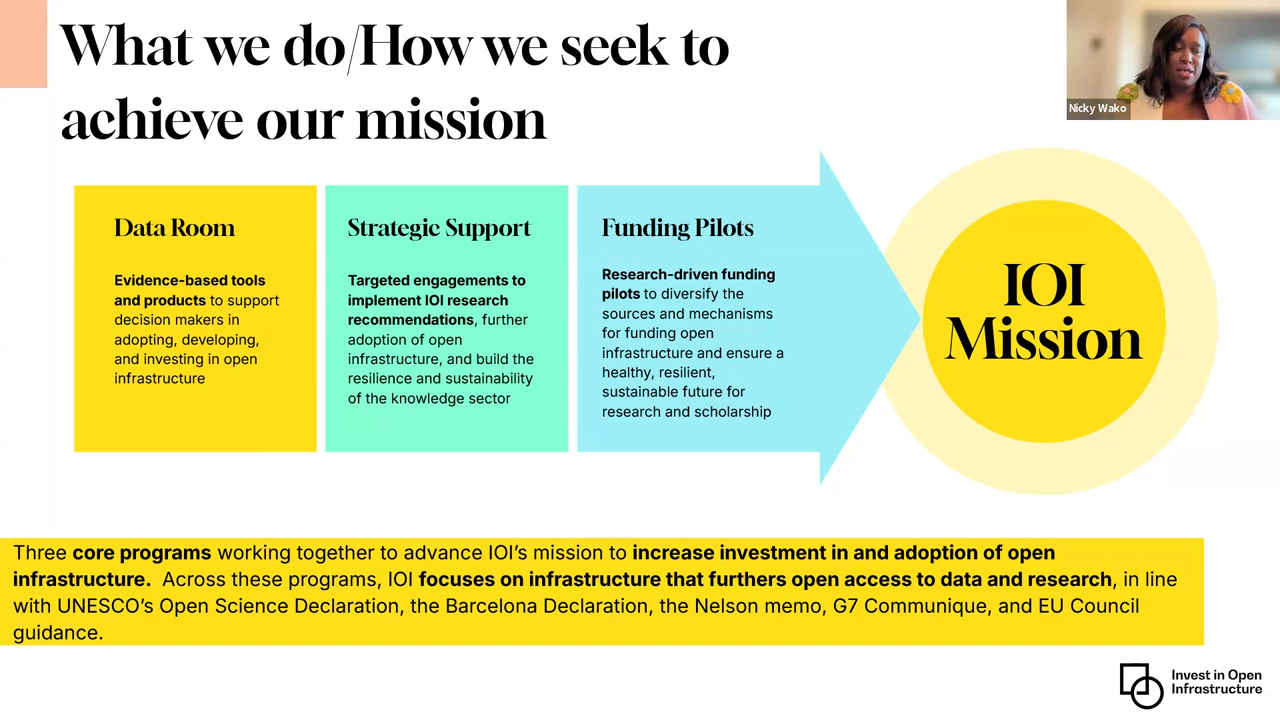 What we do/How we seek to
achieve our mission
Nicky Wako
Data Room
Evidence-based tools
and products to support
decision makers in
adopting, developing,
and investing in open
infrastructure
Strategic Support
Targeted engagements to
implement IOI research
recommendations, further
adoption of open
infrastructure, and build the
resilience and sustainability
of the knowledge sector
Funding Pilots
Research-driven funding
pilots to diversify the
sources and mechanisms
for funding open
infrastructure and ensure a
healthy, resilient,
sustainable future for
research and scholarship
IOI
Mission
Three core programs working together to advance IOI’s mission to increase investment in and adoption of open
infrastructure.  Across these programs, IOI focuses on infrastructure that furthers open access to data and research, in line
with UNESCO’s Open Science Declaration, the Barcelona Declaration, the Nelson memo, G7 Communique, and EU Council
guidance.
Invest in Open
Infrastructure